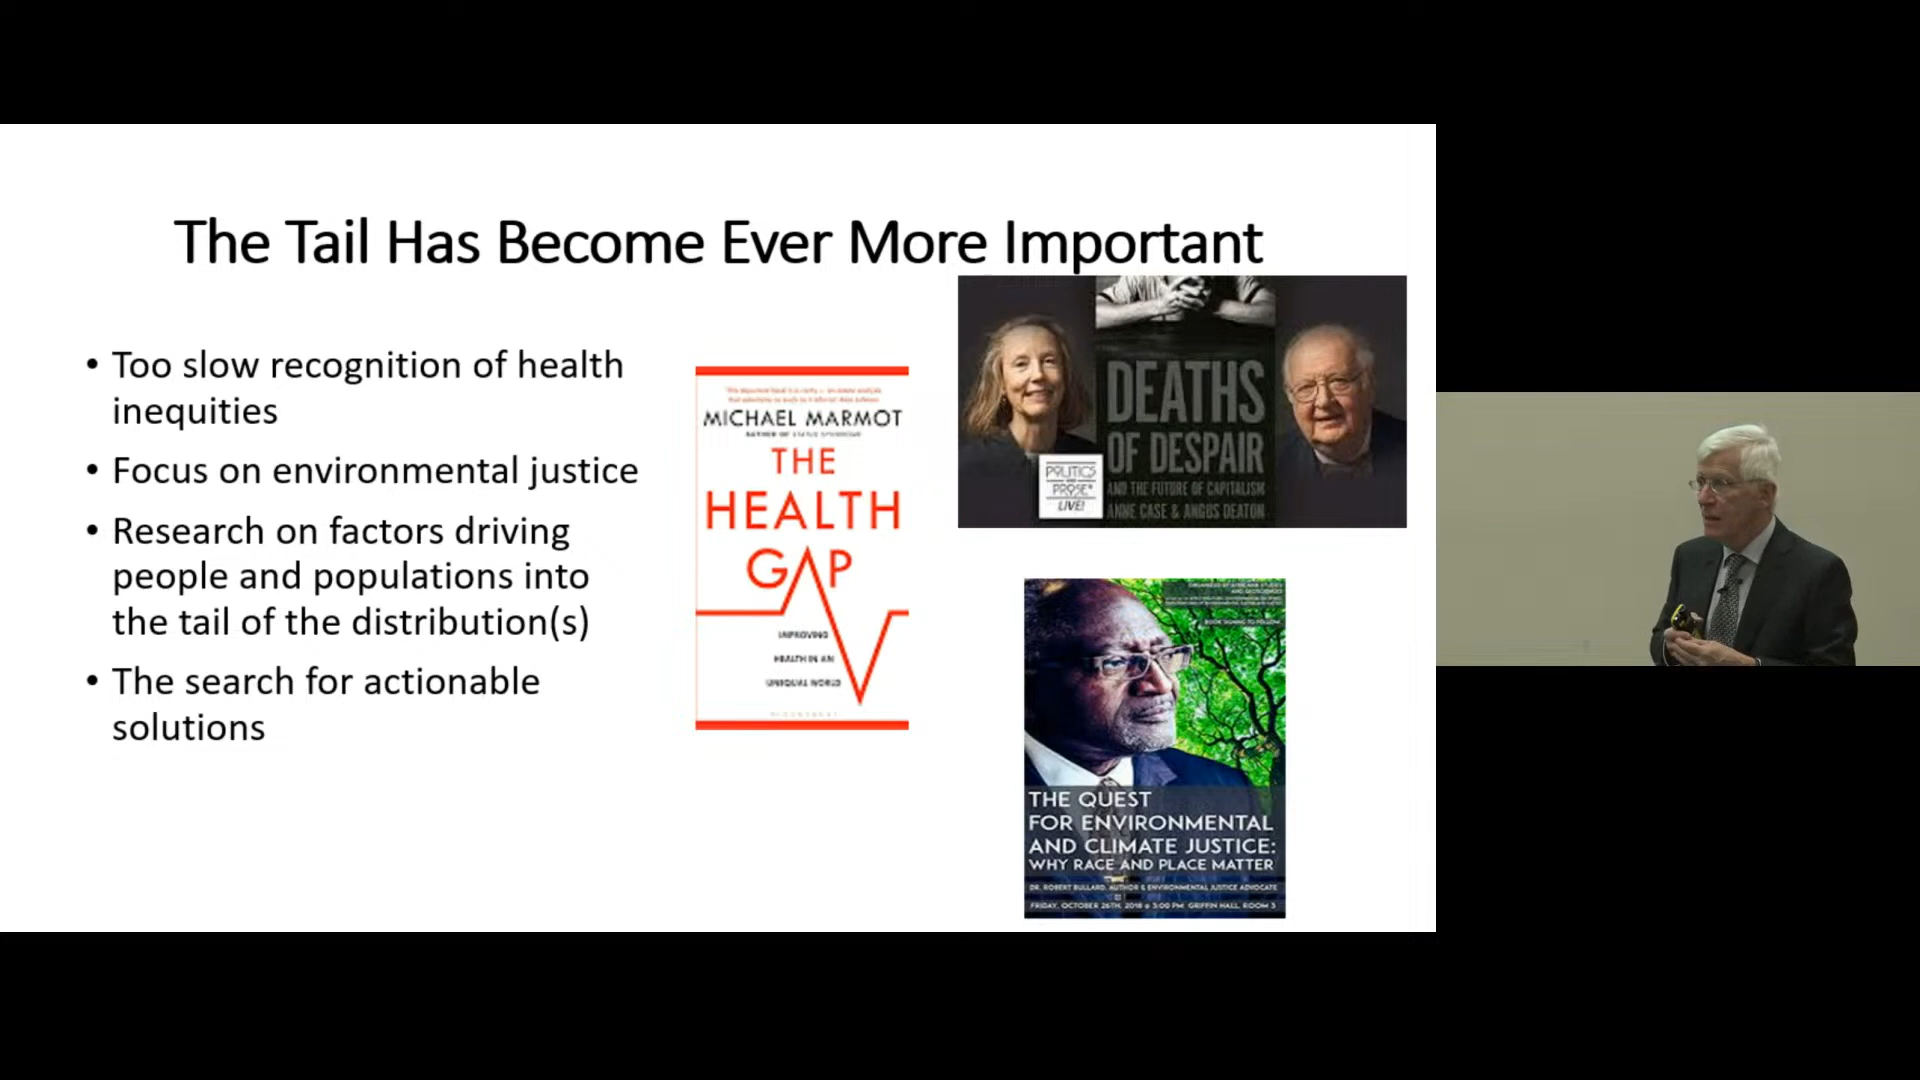 The Tail Has Become Ever More Important
• Too slow recognition of health
inequities
• Focus on environmental justice
• Research on factors driving
people and populations into
the tail of the distribution(s)
• The search for actionable
solutions
MICHAEL MARMOT
AUTHOR OF STATUS SYNDROME
THE
HEALTH
GAP
IMPROVING
HEALTH IN AN
UNEQUAL WORLD
BLOOMSBURY
DEATHS
OF DESPAIR
AND THE FUTURE OF CAPITALISM
ANNE CASE & ANGUS DEATON
POLITICS
AND
PROSE
LIVE!
BOOK SIGNING TO FOLLOW
THE QUEST
FOR ENVIRONMENTAL
AND CLIMATE JUSTICE:
WHY RACE AND PLACE MATTER
DR. ROBERT BULLARD, AUTHOR & ENVIRONMENTAL JUSTICE ADVOCATE
FRIDAY, OCTOBER 26TH, 2018 @ 3:00 PM GRIFFIN HALL, ROOM 3